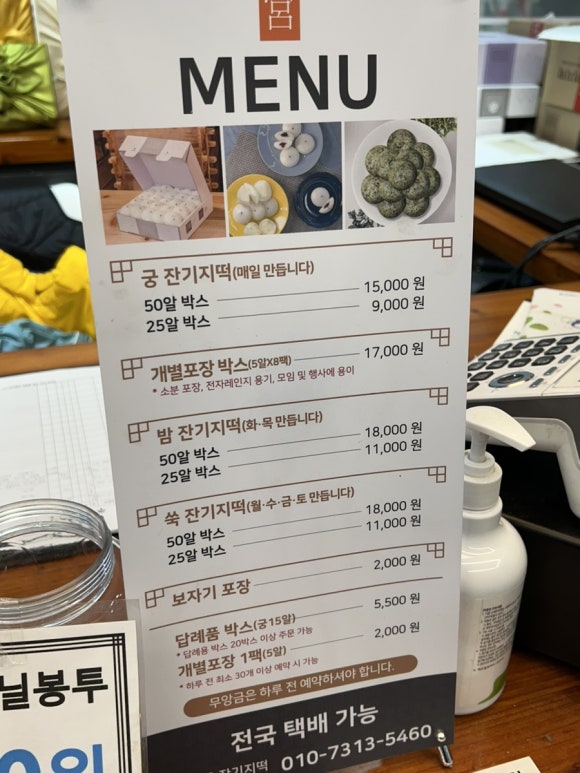 宮
MENU
궁 잔기지떡(매일 만듭니다)
50알 박스 15,000 원
25알 박스 9,000 원
개별포장 박스(5알X8팩) 17,000 원
* 소분 포장, 전자레인지 용기, 모임 및 행사에 용이
밤 잔기지떡(화·목 만듭니다)
50알 박스 18,000 원
25알 박스 11,000 원
쑥 잔기지떡(월·수·금·토 만듭니다)
50알 박스 18,000 원
25알 박스 11,000 원
보자기 포장 2,000 원
답례품 박스(궁15알) 5,500 원
* 답례용 박스 20박스 이상 주문 가능
개별포장 1팩(5알) 2,000 원
* 하루 전 최소 30개 이상 예약 시 가능
무앙금은 하루 전 예약하셔야 합니다.
전국 택배 가능
잔기지떡 010-7313-5460
닐봉투
0원